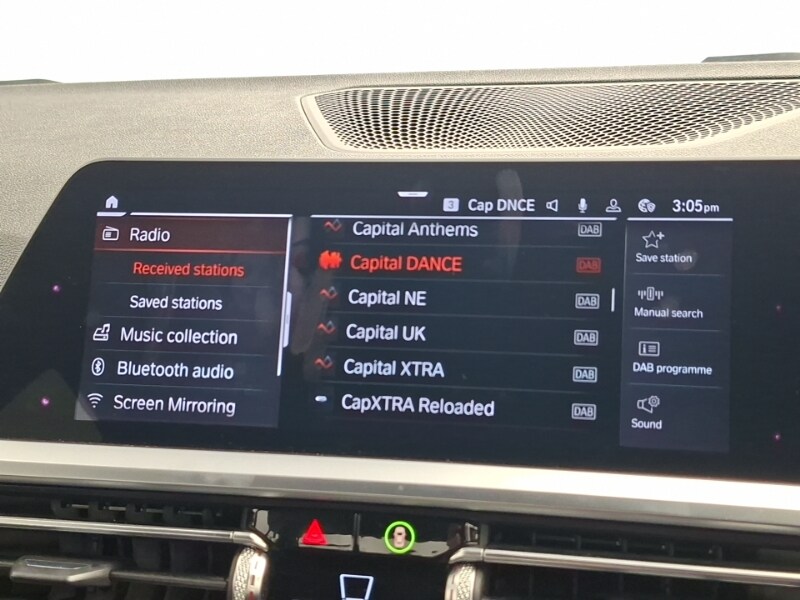 3 Cap DNCE 3:05pm
Radio
Received stations
Saved stations
Music collection
Bluetooth audio
Screen Mirroring
Capital Anthems DAB
Capital DANCE DAB
Capital NE DAB
Capital UK DAB
Capital XTRA DAB
CapXTRA Reloaded DAB
Save station
Manual search
DAB programme
Sound